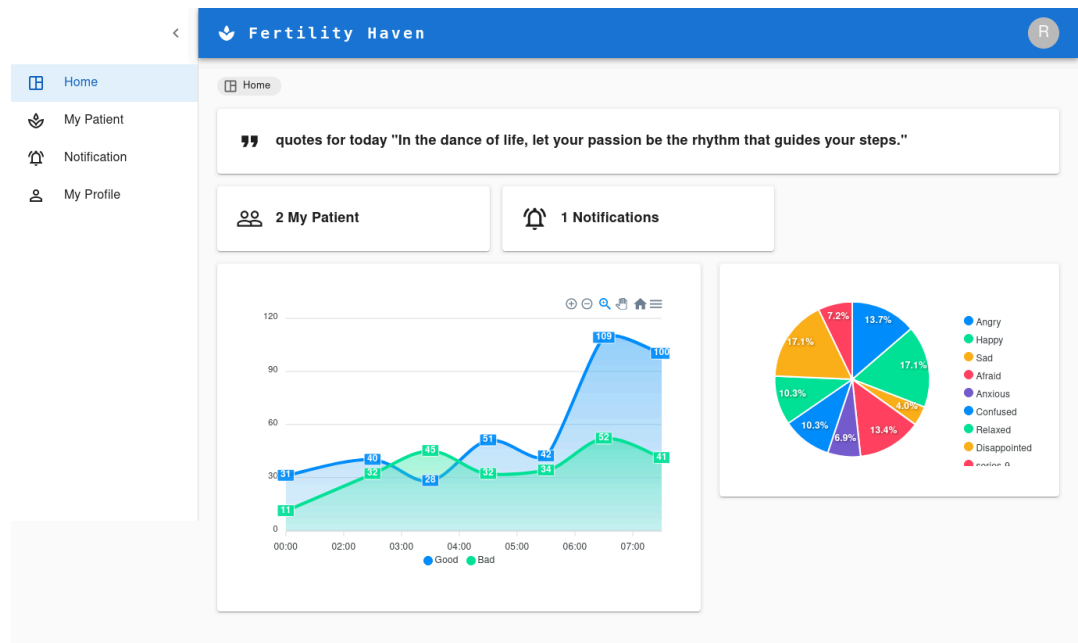 Fertility Haven
R
Home
My Patient
Notification
My Profile
Home
quotes for today "In the dance of life, let your passion be the rhythm that guides your steps."
2 My Patient
1 Notifications
120
90
60
30
0
109
100
31
40
28
51
42
11
32
45
32
34
52
41
00:00 02:00 03:00 04:00 05:00 06:00 07:00
Good Bad
7.2%
13.7%
17.1%
17.1%
10.3%
4.0%
10.3%
6.9%
13.4%
Angry
Happy
Sad
Afraid
Anxious
Confused
Relaxed
Disappointed
series-9